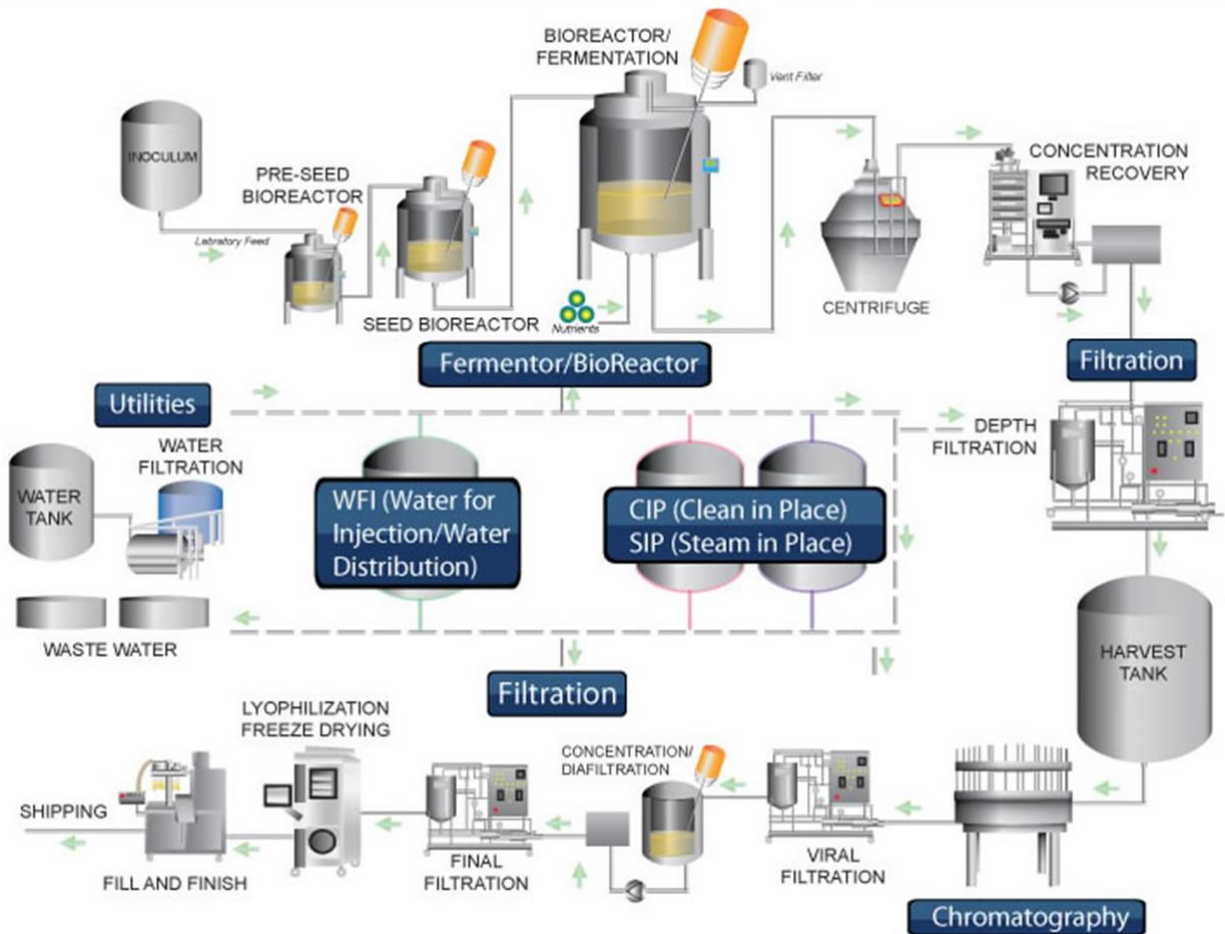 BIOREACTOR/
FERMENTATION
Vent Filter
INOCULUM
PRE-SEED
BIOREACTOR
Labratory Feed
SEED BIOREACTOR
Nutrients
CENTRIFUGE
CONCENTRATION
RECOVERY
Fermentor/BioReactor
Filtration
Utilities
WATER
FILTRATION
WATER
TANK
WASTE WATER
WFI (Water for
Injection/Water
Distribution)
CIP (Clean in Place)
SIP (Steam in Place)
DEPTH
FILTRATION
HARVEST
TANK
Filtration
LYOPHILIZATION
FREEZE DRYING
CONCENTRATION/
DIAFILTRATION
SHIPPING
FILL AND FINISH
FINAL
FILTRATION
VIRAL
FILTRATION
Chromatography